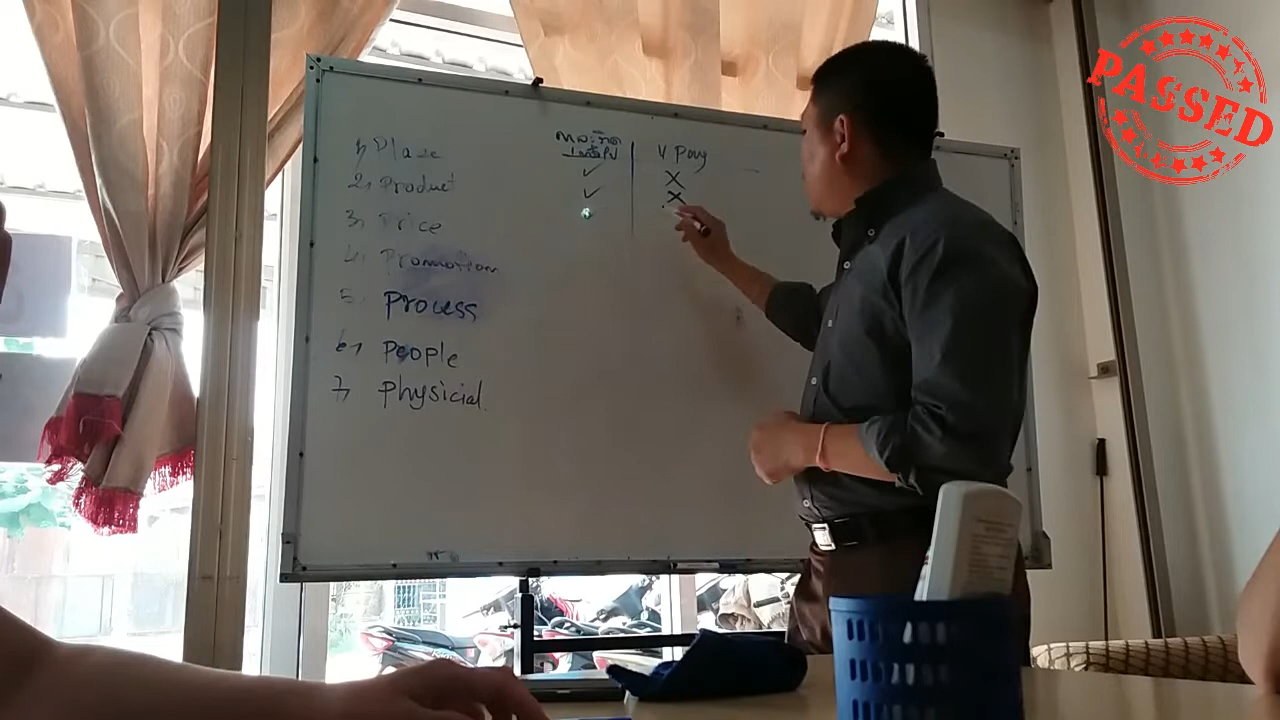 PASSED
1, Place
2, Product ✓ X
3, Price ✓ X
4, Promotion
5, Process
6, People
7, Physicial.